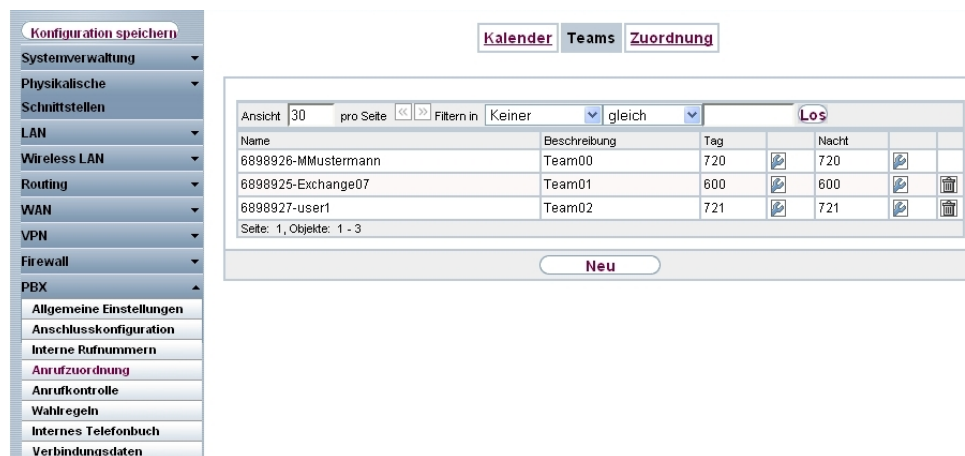 Konfiguration speichern
Systemverwaltung
Physikalische
Schnittstellen
LAN
Wireless LAN
Routing
WAN
VPN
Firewall
PBX
Allgemeine Einstellungen
Anschlusskonfiguration
Interne Rufnummern
Anrufzuordnung
Anrufkontrolle
Wahlregeln
Internes Telefonbuch
Verbindungsdaten
Kalender Teams Zuordnung
Ansicht 30 pro Seite << >> Filtern in Keiner gleich Los
Name Beschreibung Tag Nacht
6898926-MMustermann Team00 720 720
6898925-Exchange07 Team01 600 600
6898927-user1 Team02 721 721
Seite: 1, Objekte: 1 - 3
Neu